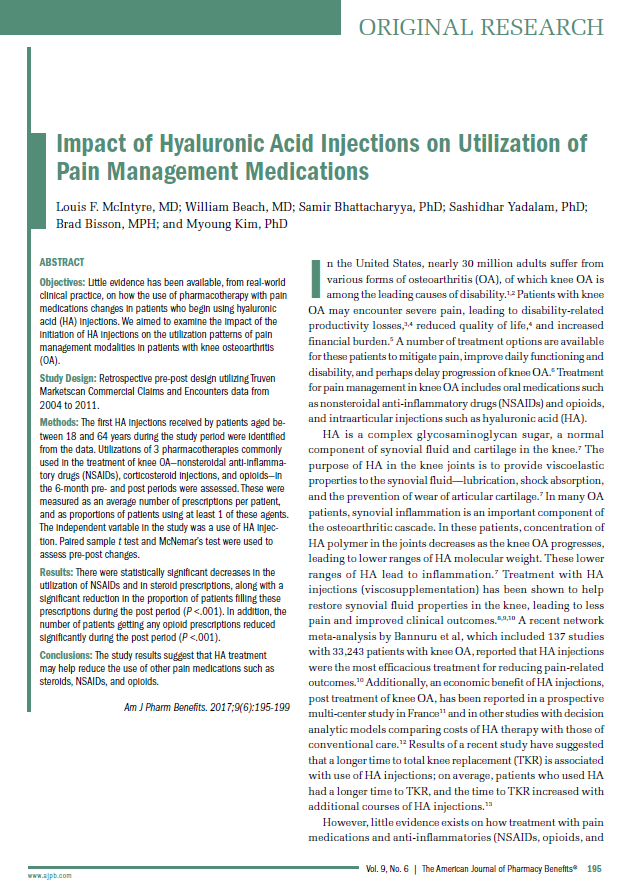 ORIGINAL RESEARCH
Impact of Hyaluronic Acid Injections on Utilization of
Pain Management Medications
Louis F. McIntyre, MD; William Beach, MD; Samir Bhattacharyya, PhD; Sashidhar Yadalam, PhD;
Brad Bisson, MPH; and Myoung Kim, PhD
ABSTRACT
Objectives: Little evidence has been available, from real-world
clinical practice, on how the use of pharmacotherapy with pain
medications changes in patients who begin using hyaluronic
acid (HA) injections. We aimed to examine the impact of the
initiation of HA injections on the utilization patterns of pain
management modalities in patients with knee osteoarthritis
(OA).
Study Design: Retrospective pre-post design utilizing Truven
Marketscan Commercial Claims and Encounters data from
2004 to 2011.
Methods: The first HA injections received by patients aged be-
tween 18 and 64 years during the study period were identified
from the data. Utilizations of 3 pharmacotherapies commonly
used in the treatment of knee OA—nonsteroidal anti-inflamma-
tory drugs (NSAIDs), corticosteroid injections, and opioids—in
the 6-month pre- and post periods were assessed. These were
measured as an average number of prescriptions per patient,
and as proportions of patients using at least 1 of these agents.
The independent variable in the study was a use of HA injec-
tion. Paired sample t test and McNemar's test were used to
assess pre-post changes.
Results: There were statistically significant decreases in the
utilization of NSAIDs and in steroid prescriptions, along with a
significant reduction in the proportion of patients filling these
prescriptions during the post period (P <.001). In addition, the
number of patients getting any opioid prescriptions reduced
significantly during the post period (P <.001).
Conclusions: The study results suggest that HA treatment
may help reduce the use of other pain medications such as
steroids, NSAIDs, and opioids.
Am J Pharm Benefits. 2017;9(6):195-199
In the United States, nearly 30 million adults suffer from
various forms of osteoarthritis (OA), of which knee OA is
among the leading causes of disability.1,2 Patients with knee
OA may encounter severe pain, leading to disability-related
productivity losses,3,4 reduced quality of life,4 and increased
financial burden.5 A number of treatment options are available
for these patients to mitigate pain, improve daily functioning and
disability, and perhaps delay progression of knee OA.6 Treatment
for pain management in knee OA includes oral medications such
as nonsteroidal anti-inflammatory drugs (NSAIDs) and opioids,
and intraarticular injections such as hyaluronic acid (HA).
HA is a complex glycosaminoglycan sugar, a normal
component of synovial fluid and cartilage in the knee.7 The
purpose of HA in the knee joints is to provide viscoelastic
properties to the synovial fluid—lubrication, shock absorption,
and the prevention of wear of articular cartilage.7 In many OA
patients, synovial inflammation is an important component of
the osteoarthritic cascade. In these patients, concentration of
HA polymer in the joints decreases as the knee OA progresses,
leading to lower ranges of HA molecular weight. These lower
ranges of HA lead to inflammation.7 Treatment with HA
injections (viscosupplementation) has been shown to help
restore synovial fluid properties in the knee, leading to less
pain and improved clinical outcomes.8,9,10 A recent network
meta-analysis by Bannuru et al, which included 137 studies
with 33,243 patients with knee OA, reported that HA injections
were the most efficacious treatment for reducing pain-related
outcomes.10 Additionally, an economic benefit of HA injections,
post treatment of knee OA, has been reported in a prospective
multi-center study in France11 and in other studies with decision
analytic models comparing costs of HA therapy with those of
conventional care.12 Results of a recent study have suggested
that a longer time to total knee replacement (TKR) is associated
with use of HA injections; on average, patients who used HA
had a longer time to TKR, and the time to TKR increased with
additional courses of HA injections.13
However, little evidence exists on how treatment with pain
medications and anti-inflammatories (NSAIDs, opioids, and
www.ajpb.com
Vol. 9, No. 6 | The American Journal of Pharmacy Benefits® 195